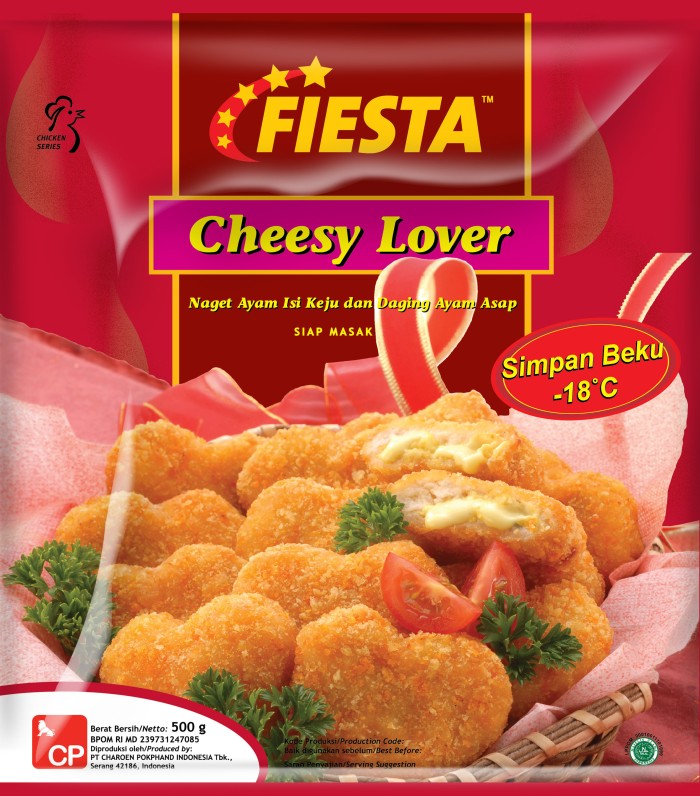 FIESTA™
CHICKEN
SERIES
Cheesy Lover
Naget Ayam Isi Keju dan Daging Ayam Asap
SIAP MASAK
Simpan Beku
-18°C
CP
Berat Bersih/Netto: 500 g
BPOM RI MD 239731247085
Diproduksi oleh/Produced by:
PT CHAROEN POKPHAND INDONESIA Tbk.,
Serang 42186, Indonesia
Kode Produksi/Production Code:
Baik digunakan sebelum/Best Before:
Saran Penyajian/Serving Suggestion